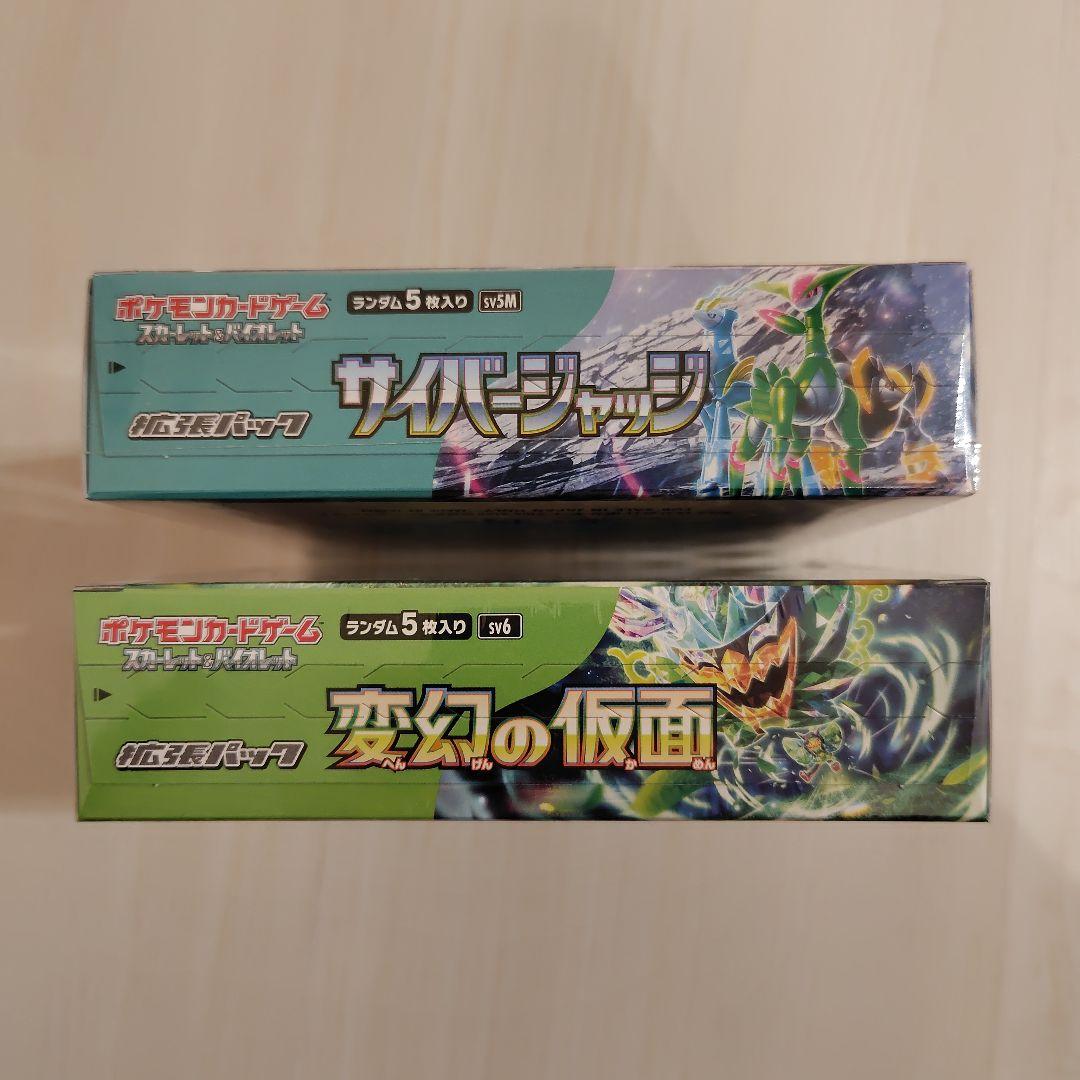 ポケモンカードゲーム
スカーレット&バイオレット
ランダム5枚入り SV5M
拡張パック
サイバージャッジ
ポケモンカードゲーム
スカーレット&バイオレット
ランダム5枚入り SV6
拡張パック
変幻の仮面
へんげんかめん